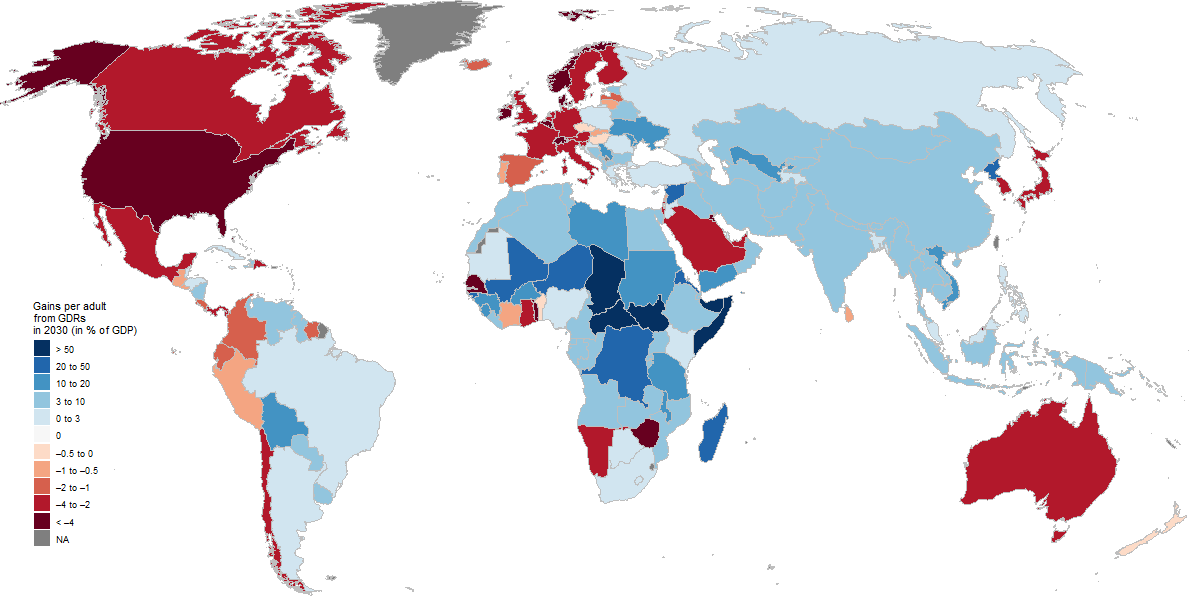 Gains per adult
from GDRs
in 2030 (in % of GDP)
> 50
20 to 50
10 to 20
3 to 10
0 to 3
0
−0.5 to 0
−1 to −0.5
−2 to −1
−4 to −2
< −4
NA